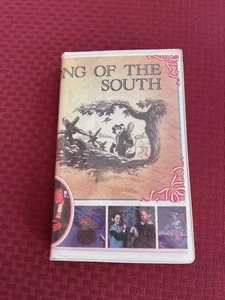 NG OF THE
SOUTH